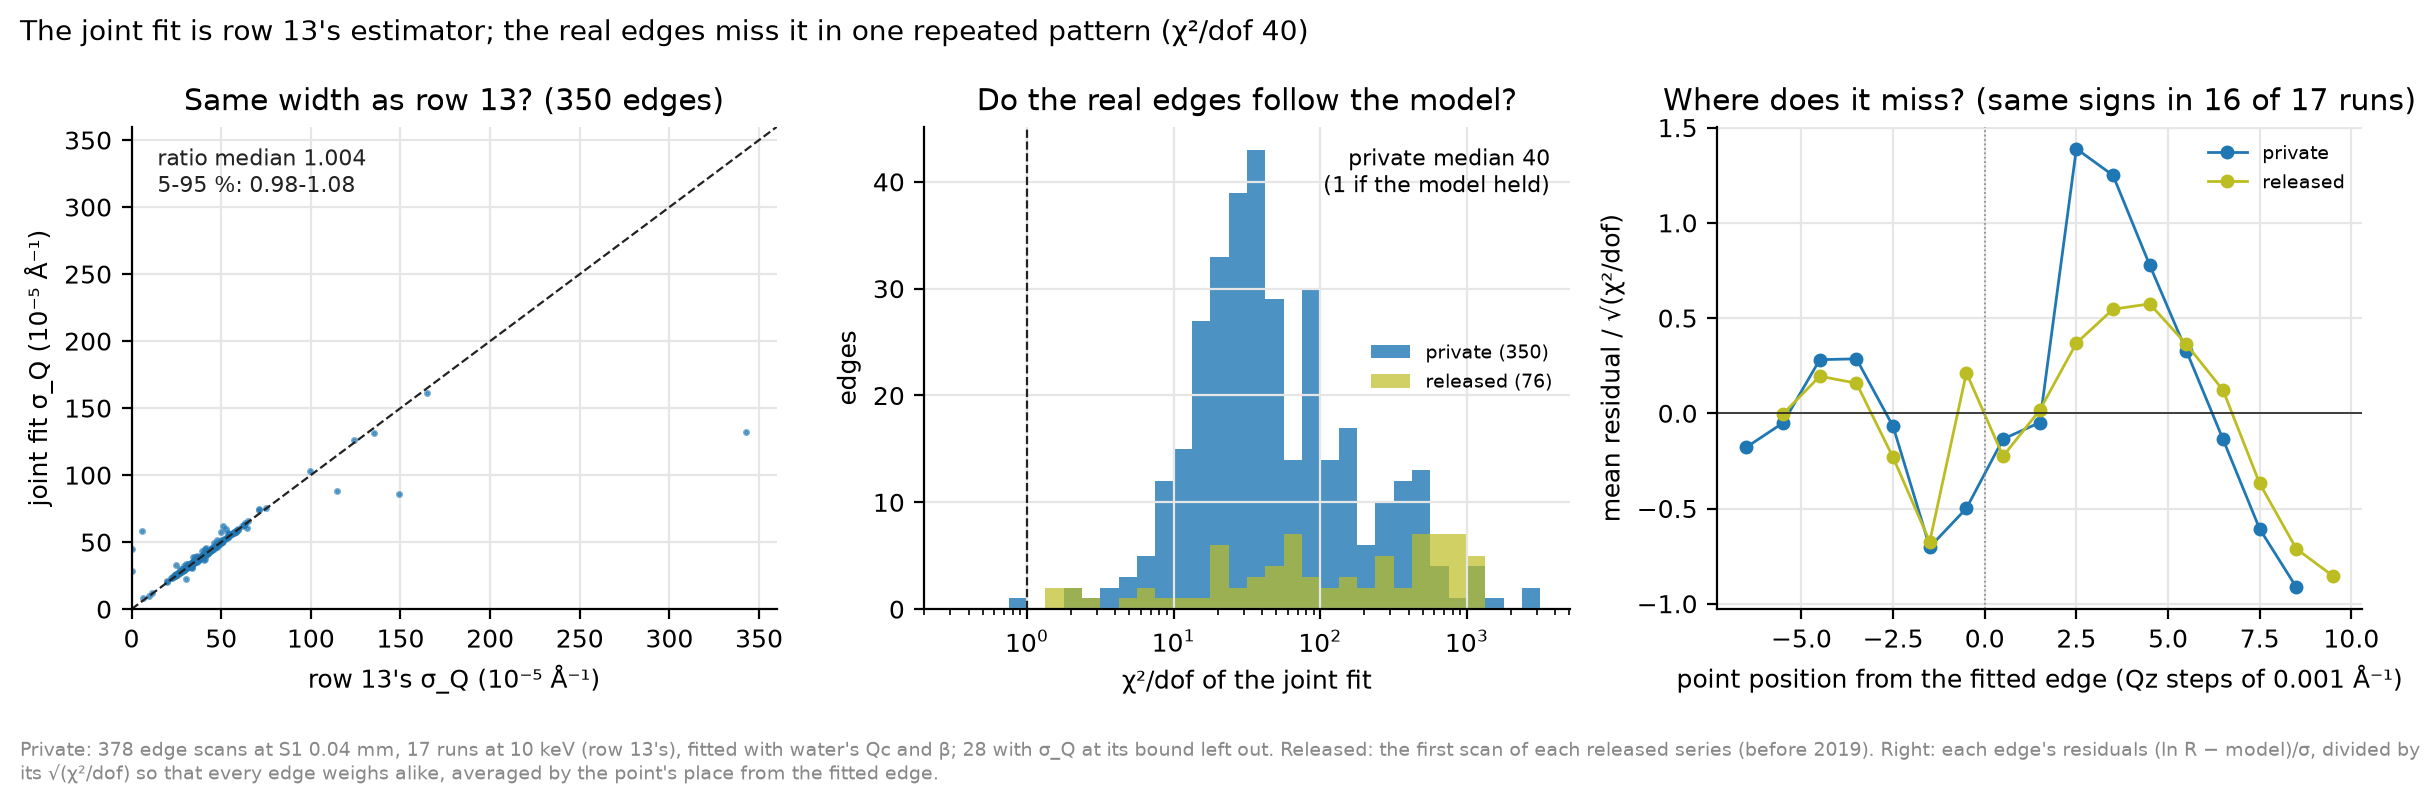 The joint fit is row 13's estimator; the real edges miss it in one repeated pattern (χ²/dof 40)
Same width as row 13? (350 edges)
ratio median 1.004
5-95 %: 0.98-1.08
350
300
250
200
150
100
50
0
joint fit σ_Q (10⁻⁵ Å⁻¹)
0 50 100 150 200 250 300 350
row 13's σ_Q (10⁻⁵ Å⁻¹)
Do the real edges follow the model?
private median 40
(1 if the model held)
private (350)
released (76)
40
30
20
10
0
edges
10⁰ 10¹ 10² 10³
χ²/dof of the joint fit
Where does it miss? (same signs in 16 of 17 runs)
private
released
1.5
1.0
0.5
0.0
−0.5
−1.0
mean residual / √(χ²/dof)
−5.0 −2.5 0.0 2.5 5.0 7.5 10.0
point position from the fitted edge (Qz steps of 0.001 Å⁻¹)
Private: 378 edge scans at S1 0.04 mm, 17 runs at 10 keV (row 13's), fitted with water's Qc and β; 28 with σ_Q at its bound left out. Released: the first scan of each released series (before 2019). Right: each edge's residuals (ln R − model)/σ, divided by
its √(χ²/dof) so that every edge weighs alike, averaged by the point's place from the fitted edge.